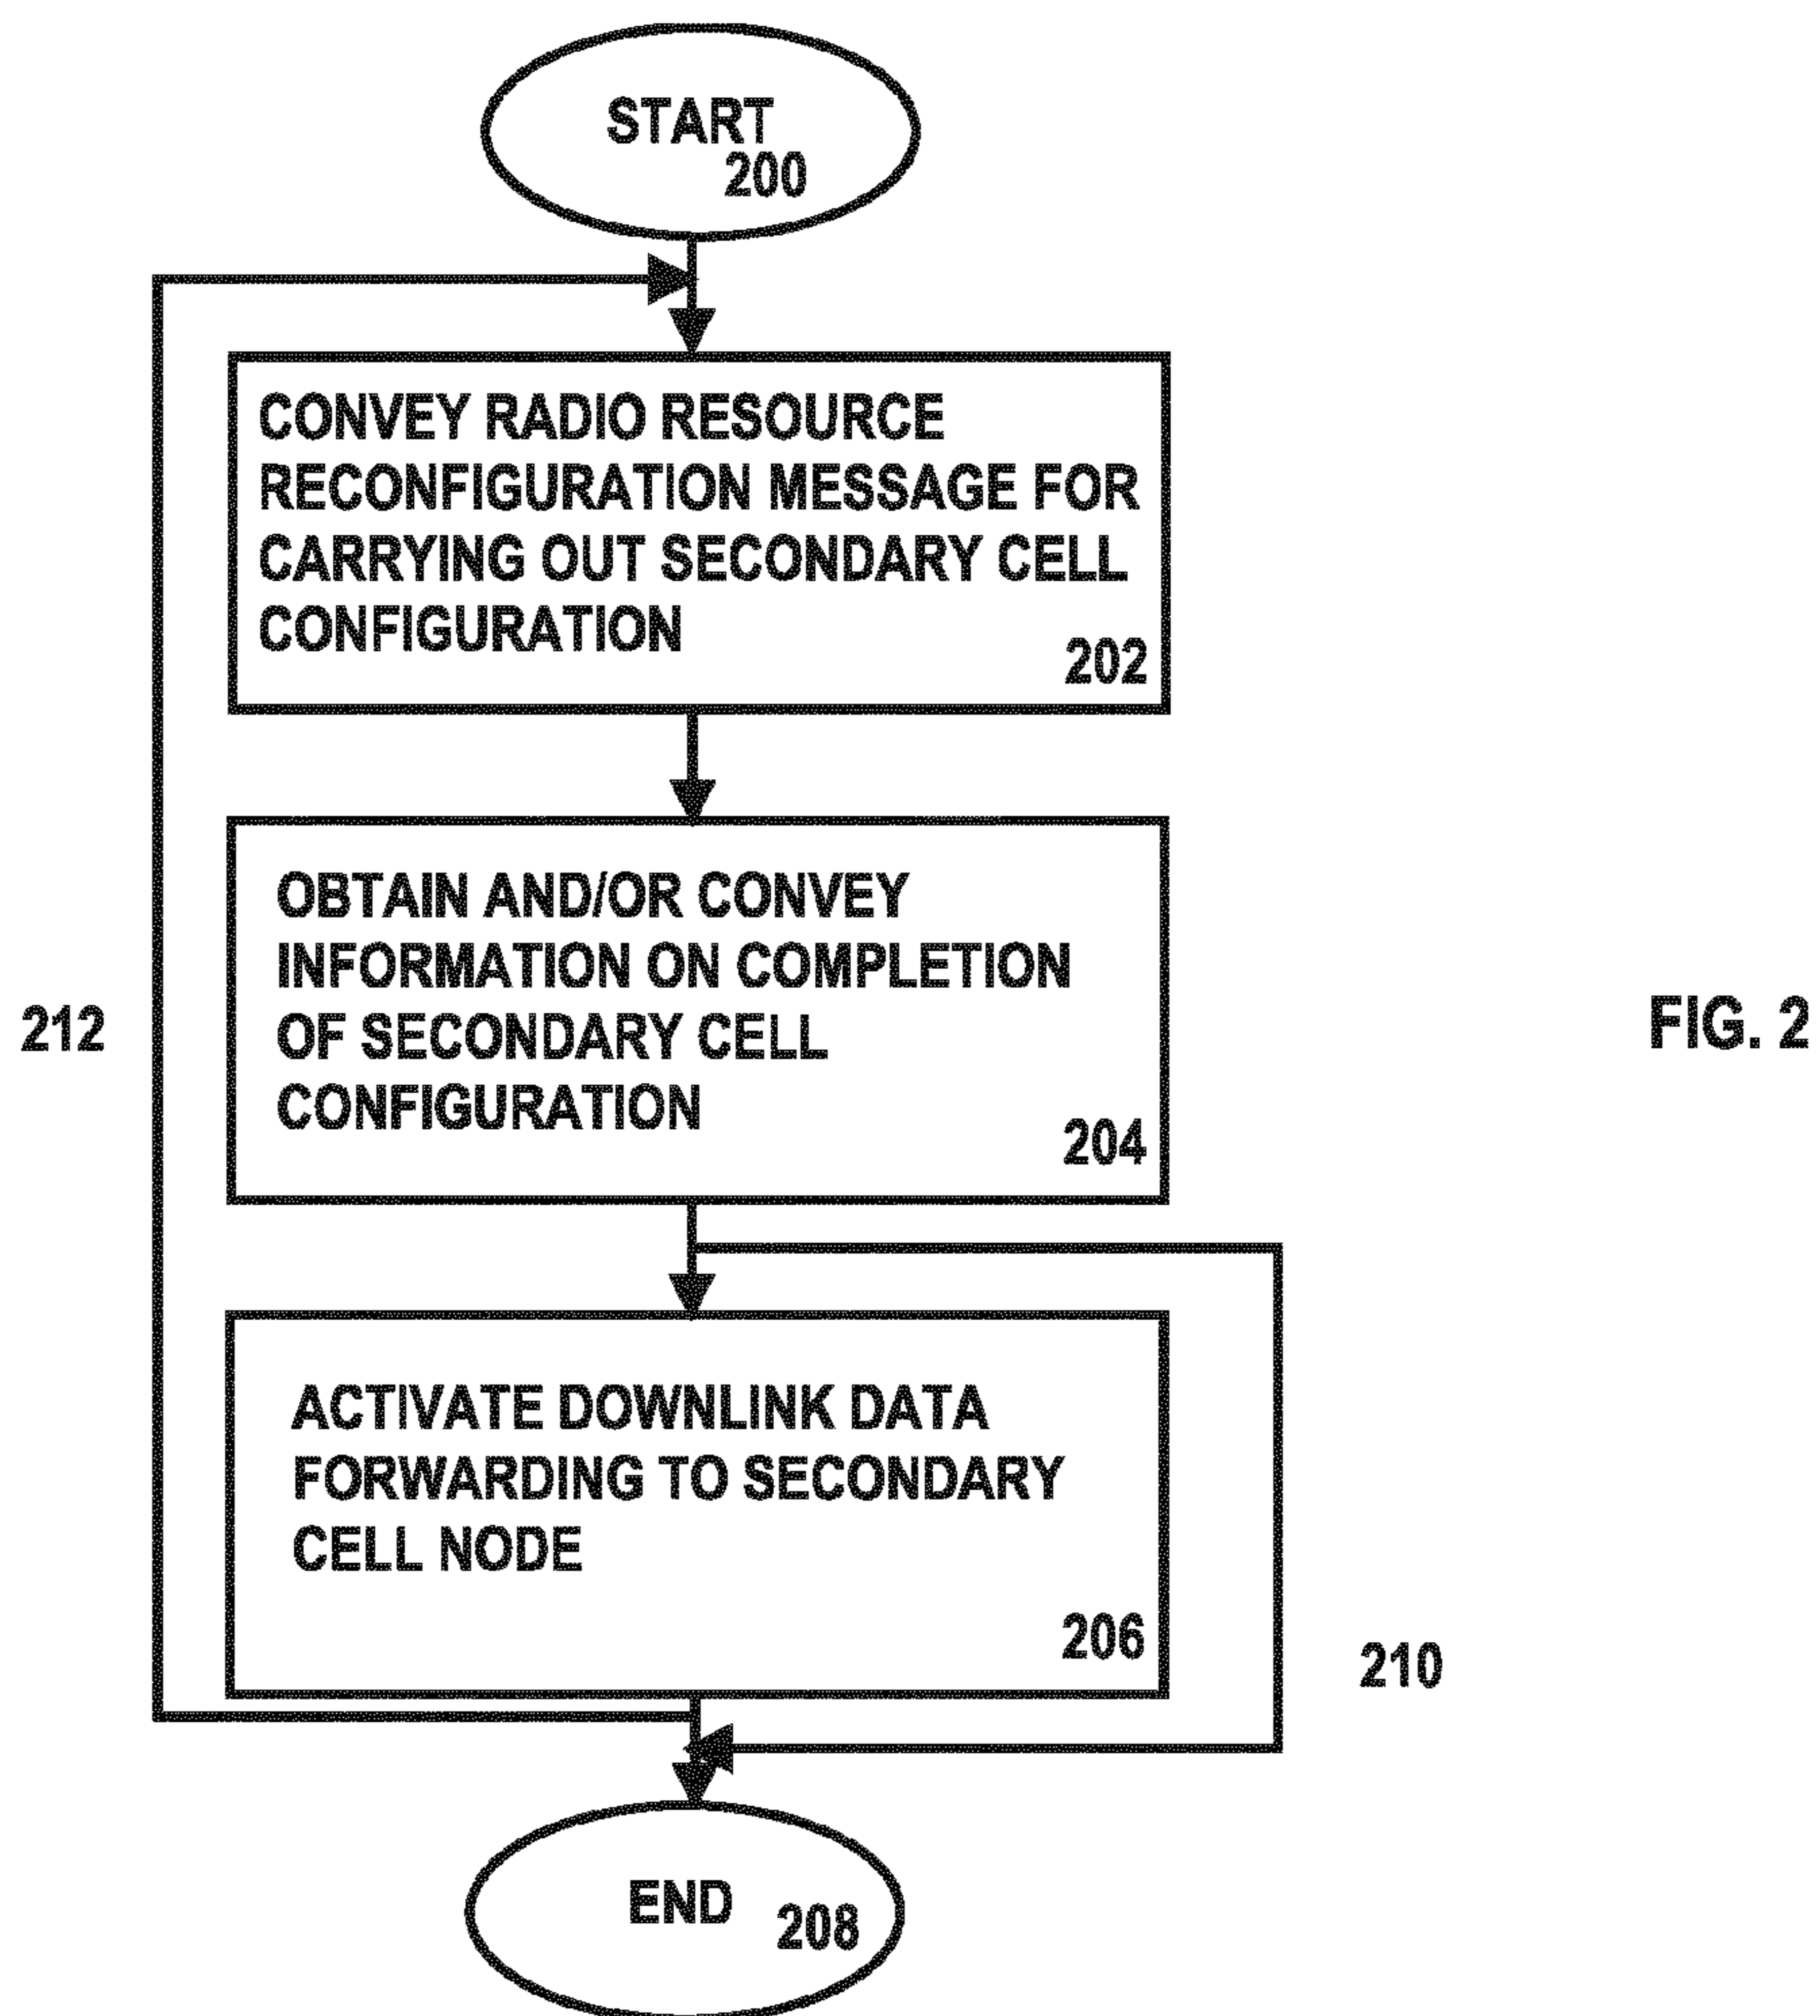 START
200
CONVEY RADIO RESOURCE
RECONFIGURATION MESSAGE FOR
CARRYING OUT SECONDARY CELL
CONFIGURATION
202
OBTAIN AND/OR CONVEY
INFORMATION ON COMPLETION
OF SECONDARY CELL
CONFIGURATION
204
212
FIG. 2
ACTIVATE DOWNLINK DATA
FORWARDING TO SECONDARY
CELL NODE
206
210
END
208